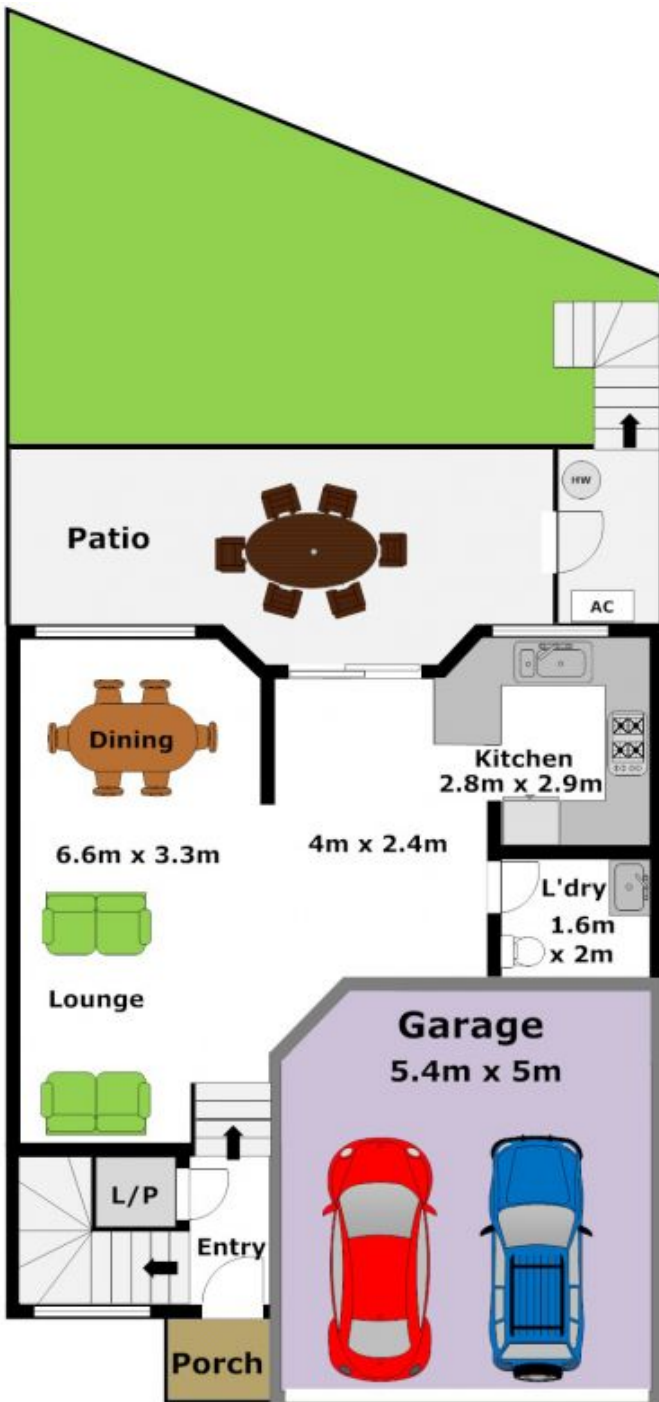 HW
Patio
AC
Dining
Kitchen
2.8m x 2.9m
6.6m x 3.3m
4m x 2.4m
L'dry
1.6m
x 2m
Lounge
Garage
5.4m x 5m
L/P
Entry
Porch